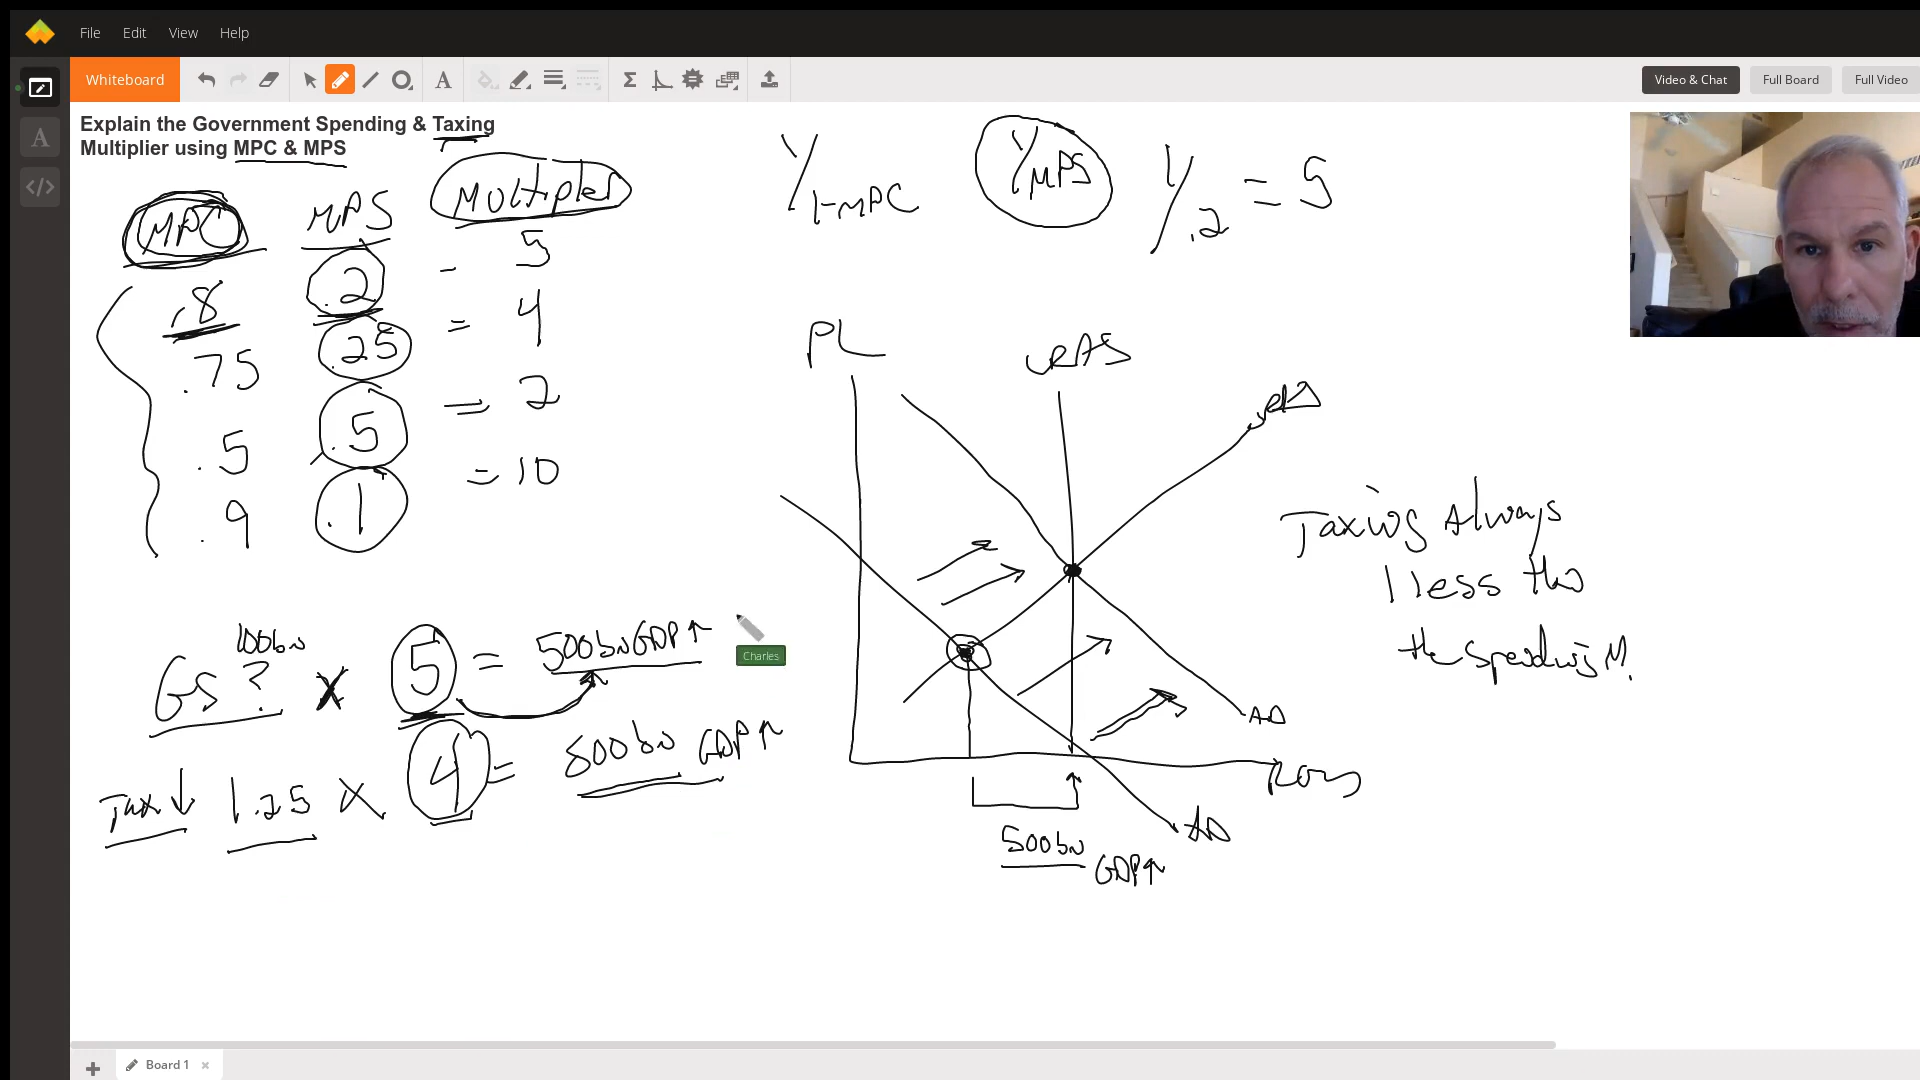 File Edit View Help
Whiteboard
Video & Chat Full Board Full Video
Explain the Government Spending & Taxing
Multiplier using MPC & MPS
MPC MPS Multiplier
.8 .2 - 5
.75 .25 = 4
.5 .5 = 2
.9 .1 = 10
1/1-MPC 1/MPS 1/.2 = 5
PL LRAS
SRAS
AD
RGDP
AD
500bn
GDP↑
Taxing Always
1 less than
the Spending M.
100bn
GS ? x 5 = 500bn GDP↑
Charles
Tax↓ 1.25 x 4 = 500bn GDP↑
Board 1